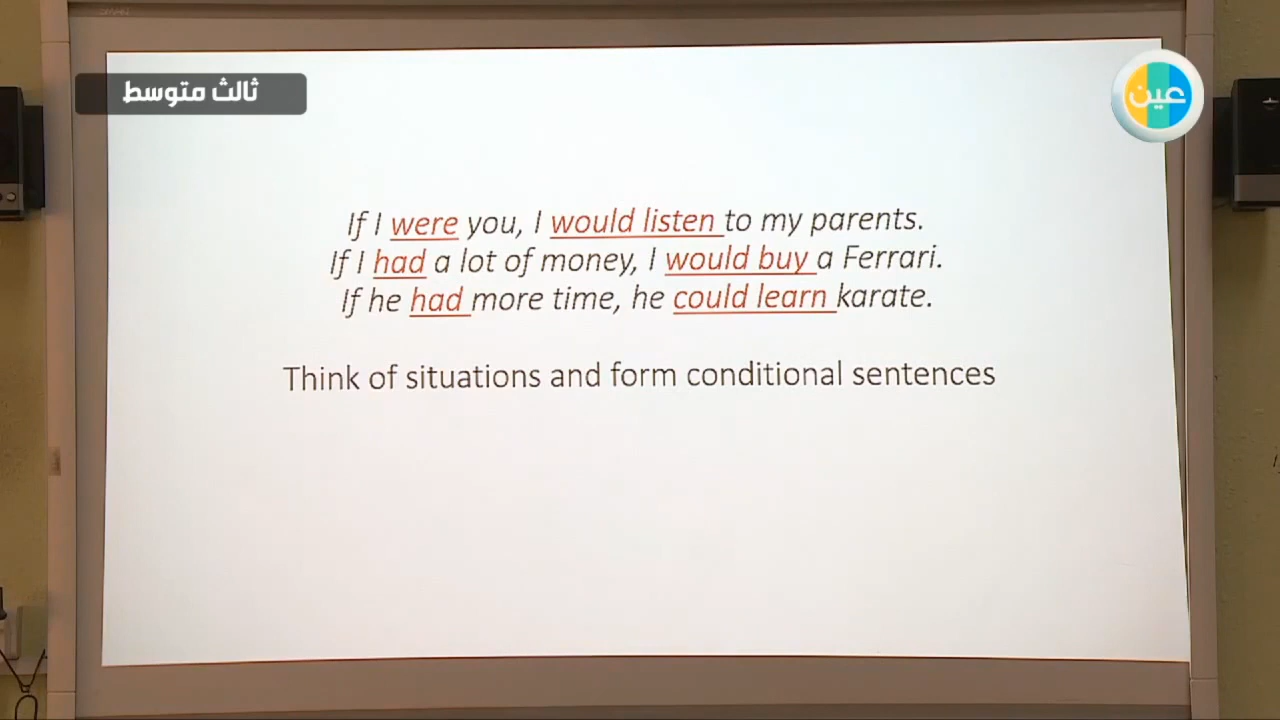 ثالث متوسط
عين
If I were you, I would listen to my parents.
If I had a lot of money, I would buy a Ferrari.
If he had more time, he could learn karate.
Think of situations and form conditional sentences